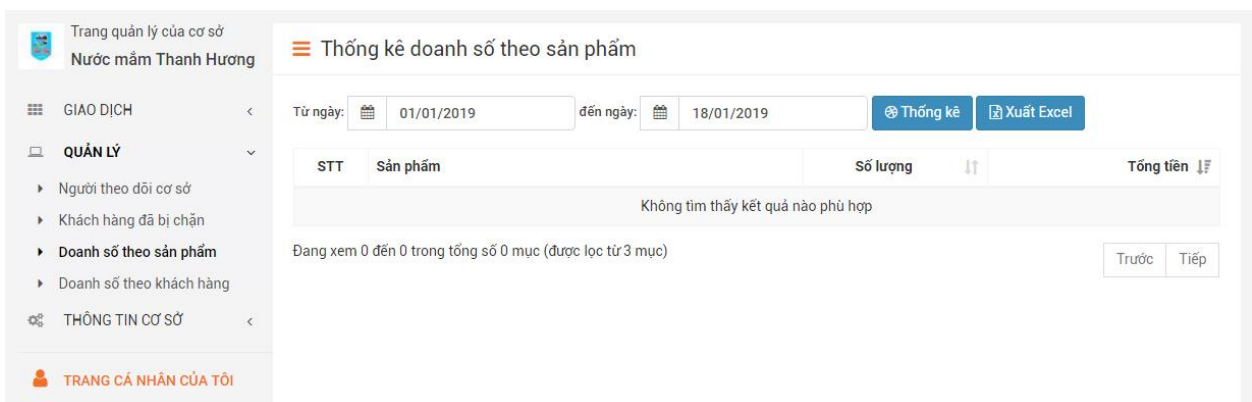 Trang quản lý của cơ sở
Nước mắm Thanh Hương
GIAO DỊCH
QUẢN LÝ
Người theo dõi cơ sở
Khách hàng đã bị chặn
Doanh số theo sản phẩm
Doanh số theo khách hàng
THÔNG TIN CƠ SỞ
TRANG CÁ NHÂN CỦA TÔI
Thống kê doanh số theo sản phẩm
Từ ngày: 01/01/2019 đến ngày: 18/01/2019 Thống kê Xuất Excel
STT Sản phẩm Số lượng Tổng tiền
Không tìm thấy kết quả nào phù hợp
Đang xem 0 đến 0 trong tổng số 0 mục (được lọc từ 3 mục)
Trước Tiếp